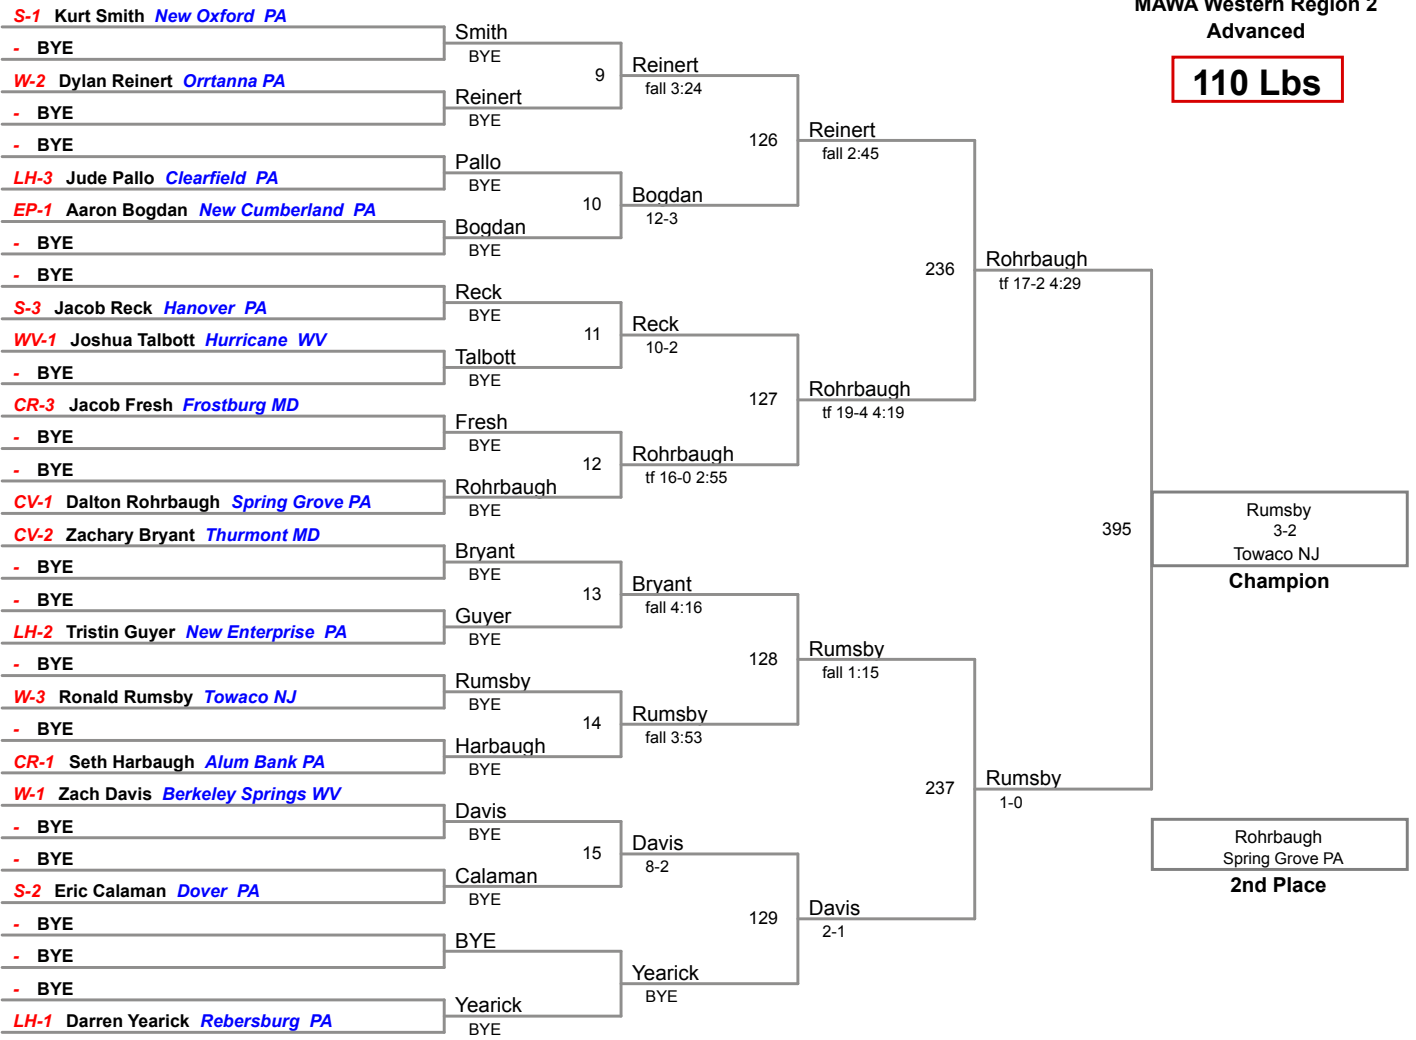 MAWA Western Region 2
Advanced
110 Lbs
S-1 Kurt Smith New Oxford PA
- BYE
W-2 Dylan Reinert Orrtanna PA
- BYE
- BYE
LH-3 Jude Pallo Clearfield PA
EP-1 Aaron Bogdan New Cumberland PA
- BYE
- BYE
S-3 Jacob Reck Hanover PA
WV-1 Joshua Talbott Hurricane WV
- BYE
CR-3 Jacob Fresh Frostburg MD
- BYE
- BYE
CV-1 Dalton Rohrbaugh Spring Grove PA
CV-2 Zachary Bryant Thurmont MD
- BYE
- BYE
LH-2 Tristin Guyer New Enterprise PA
- BYE
W-3 Ronald Rumsby Towaco NJ
- BYE
CR-1 Seth Harbaugh Alum Bank PA
W-1 Zach Davis Berkeley Springs WV
- BYE
- BYE
S-2 Eric Calaman Dover PA
- BYE
- BYE
- BYE
LH-1 Darren Yearick Rebersburg PA
Smith
BYE
Reinert
BYE
Pallo
BYE
Bogdan
BYE
Reck
BYE
Talbott
BYE
Fresh
BYE
Rohrbaugh
BYE
Bryant
BYE
Guyer
BYE
Rumsby
BYE
Harbaugh
BYE
Davis
BYE
Calaman
BYE
BYE
Yearick
BYE
9
10
11
12
13
14
15
Reinert
fall 3:24
Bogdan
12-3
Reck
10-2
Rohrbaugh
tf 16-0 2:55
Bryant
fall 4:16
Rumsby
fall 3:53
Davis
8-2
Yearick
BYE
126
127
128
129
Reinert
fall 2:45
Rohrbaugh
tf 19-4 4:19
Rumsby
fall 1:15
Davis
2-1
236
237
Rohrbaugh
tf 17-2 4:29
Rumsby
1-0
395
Rumsby
3-2
Towaco NJ
Champion
Rohrbaugh
Spring Grove PA
2nd Place